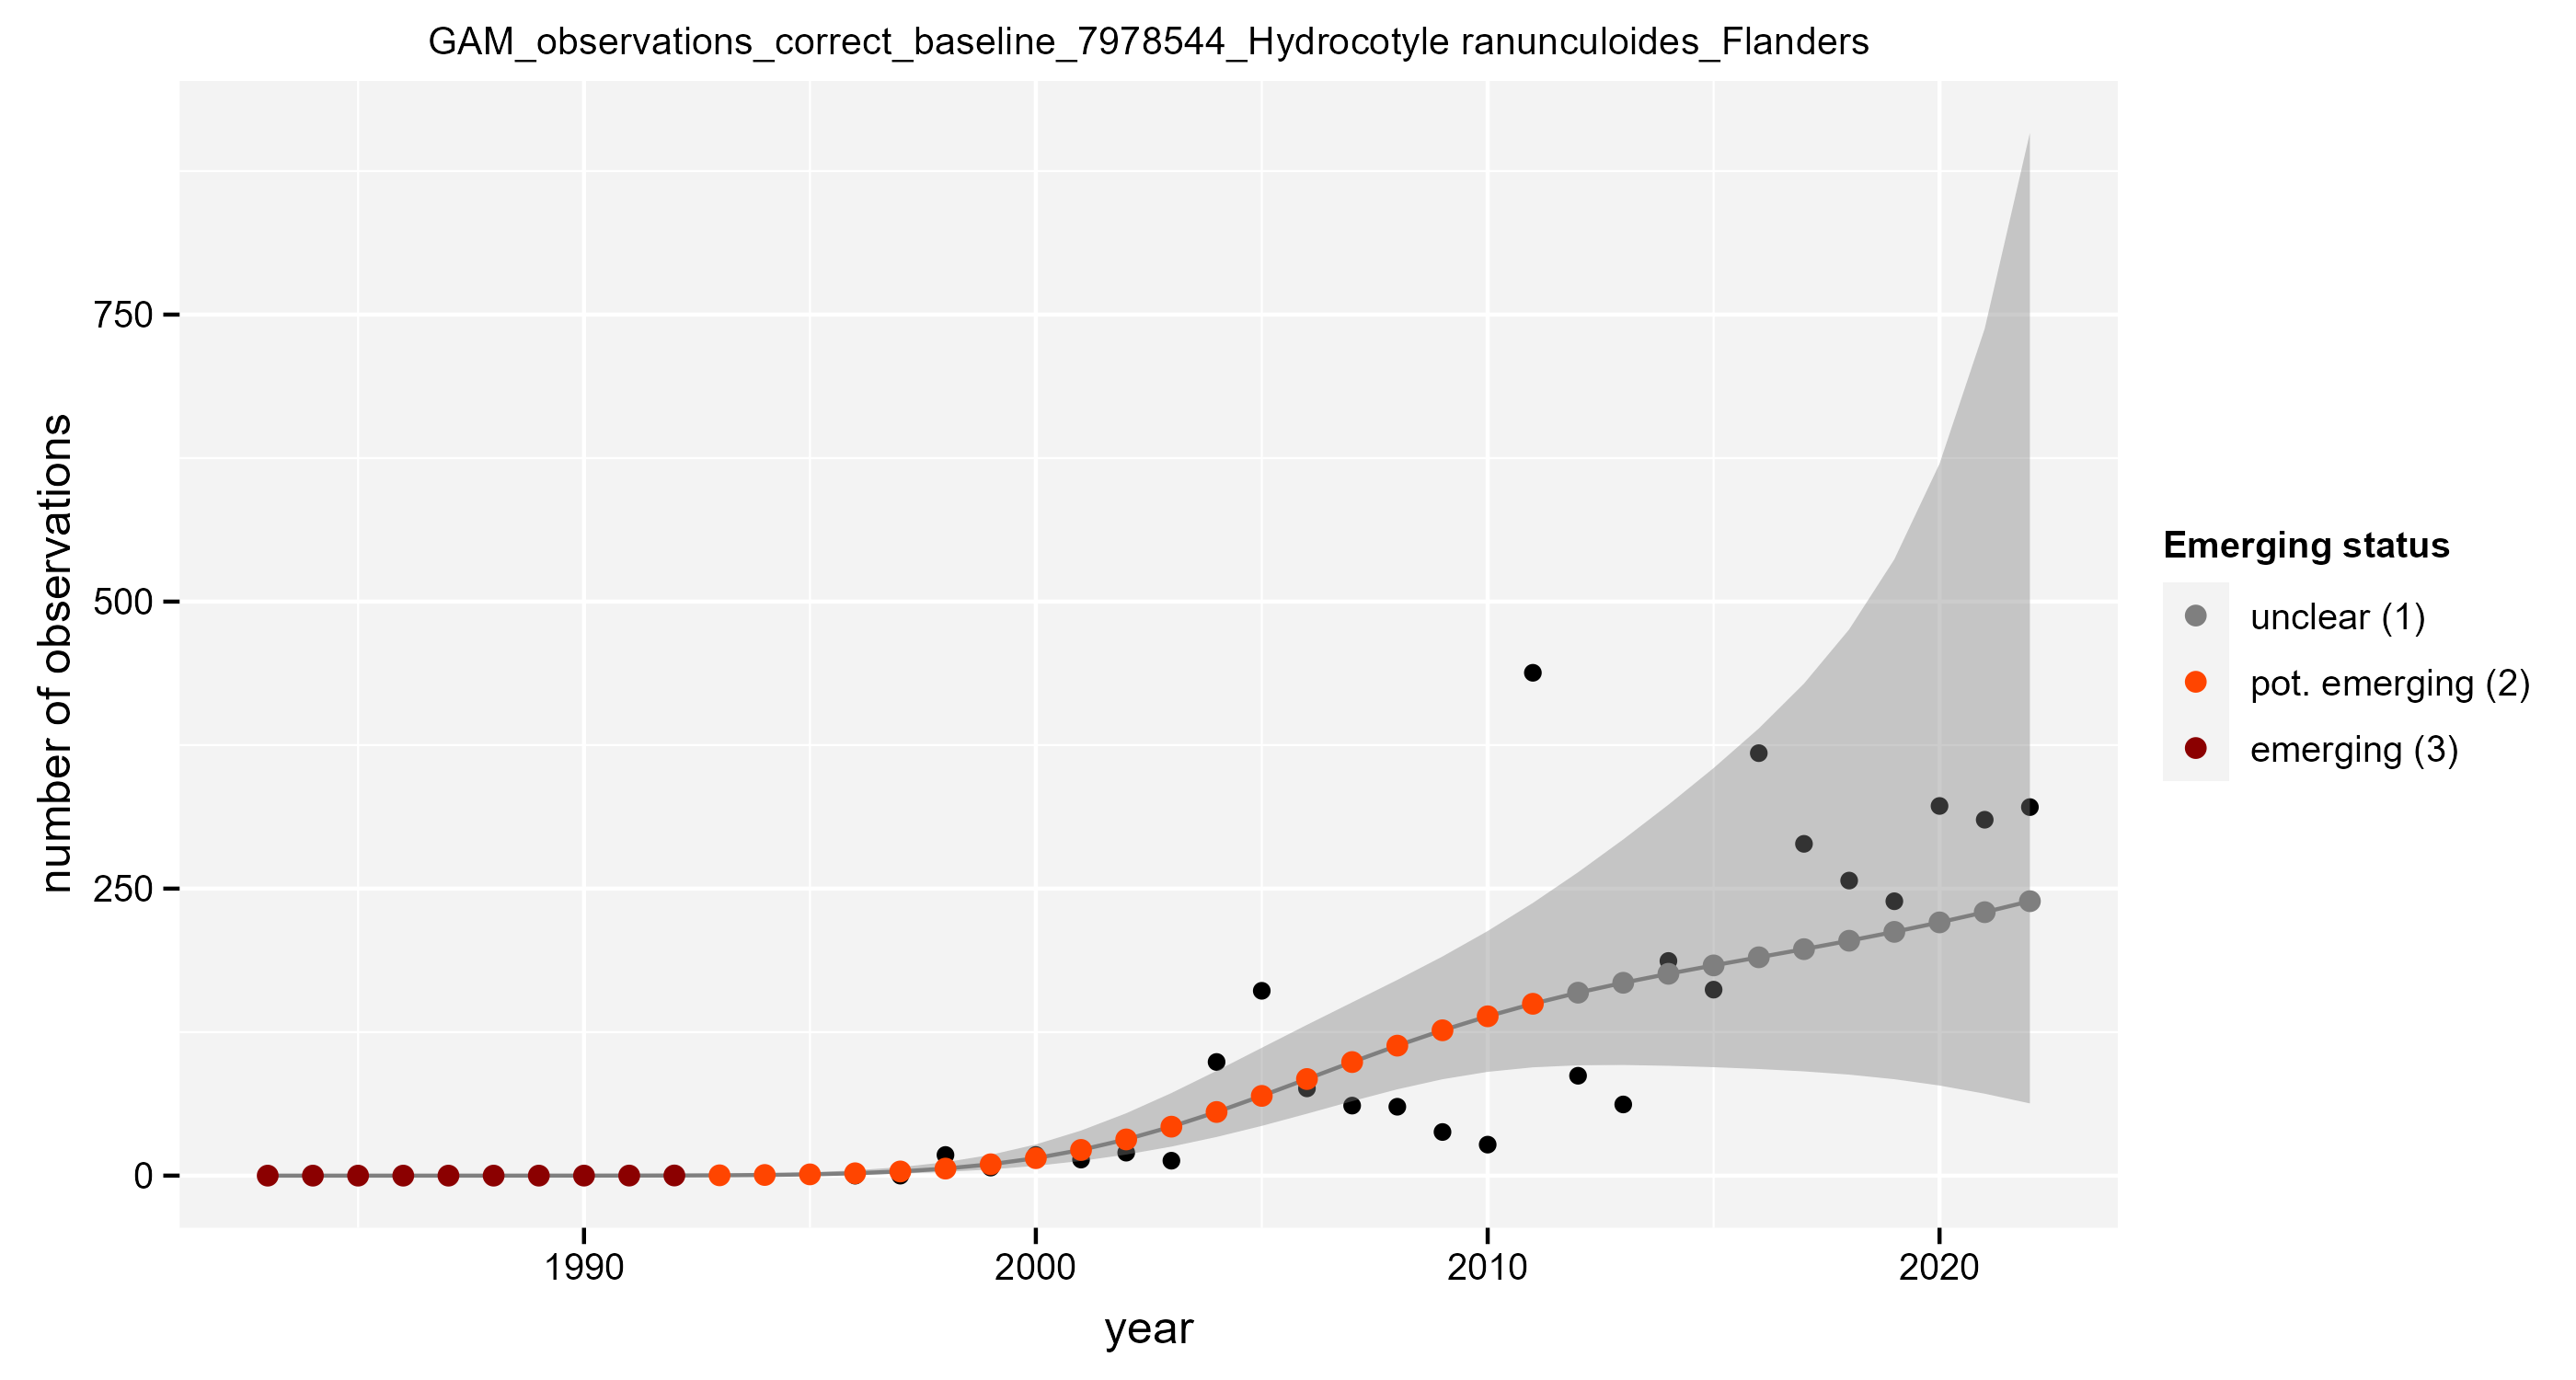 GAM_observations_correct_baseline_7978544_Hydrocotyle ranunculoides_Flanders
number of observations
750
500
250
0
1990
2000
2010
2020
year
Emerging status
unclear (1)
pot. emerging (2)
emerging (3)